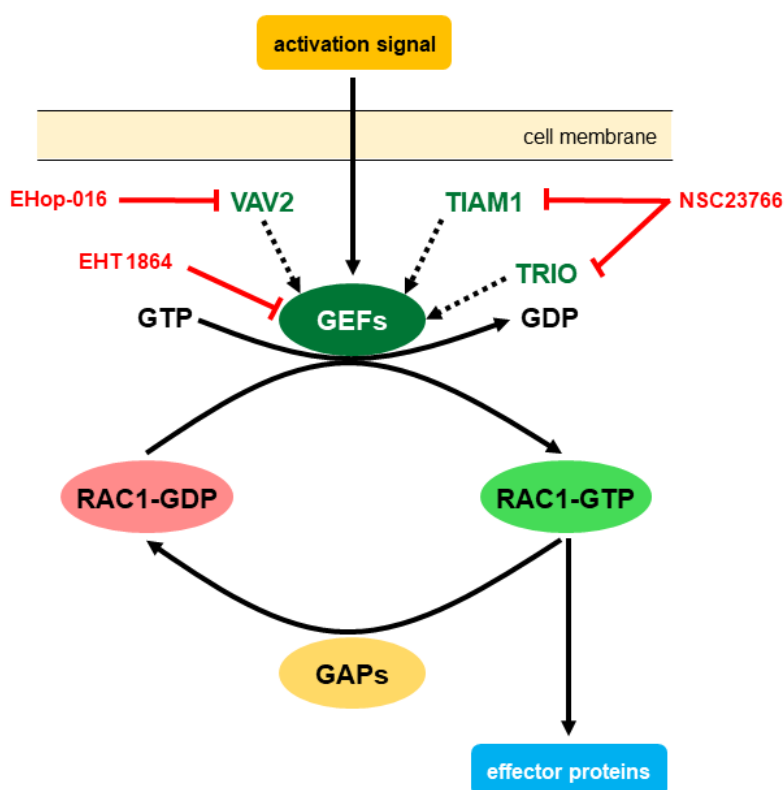 activation signal
cell membrane
EHop-016
VAV2
TIAM1
NSC23766
EHT 1864
TRIO
GTP
GEFs
GDP
RAC1-GDP
RAC1-GTP
GAPs
effector proteins